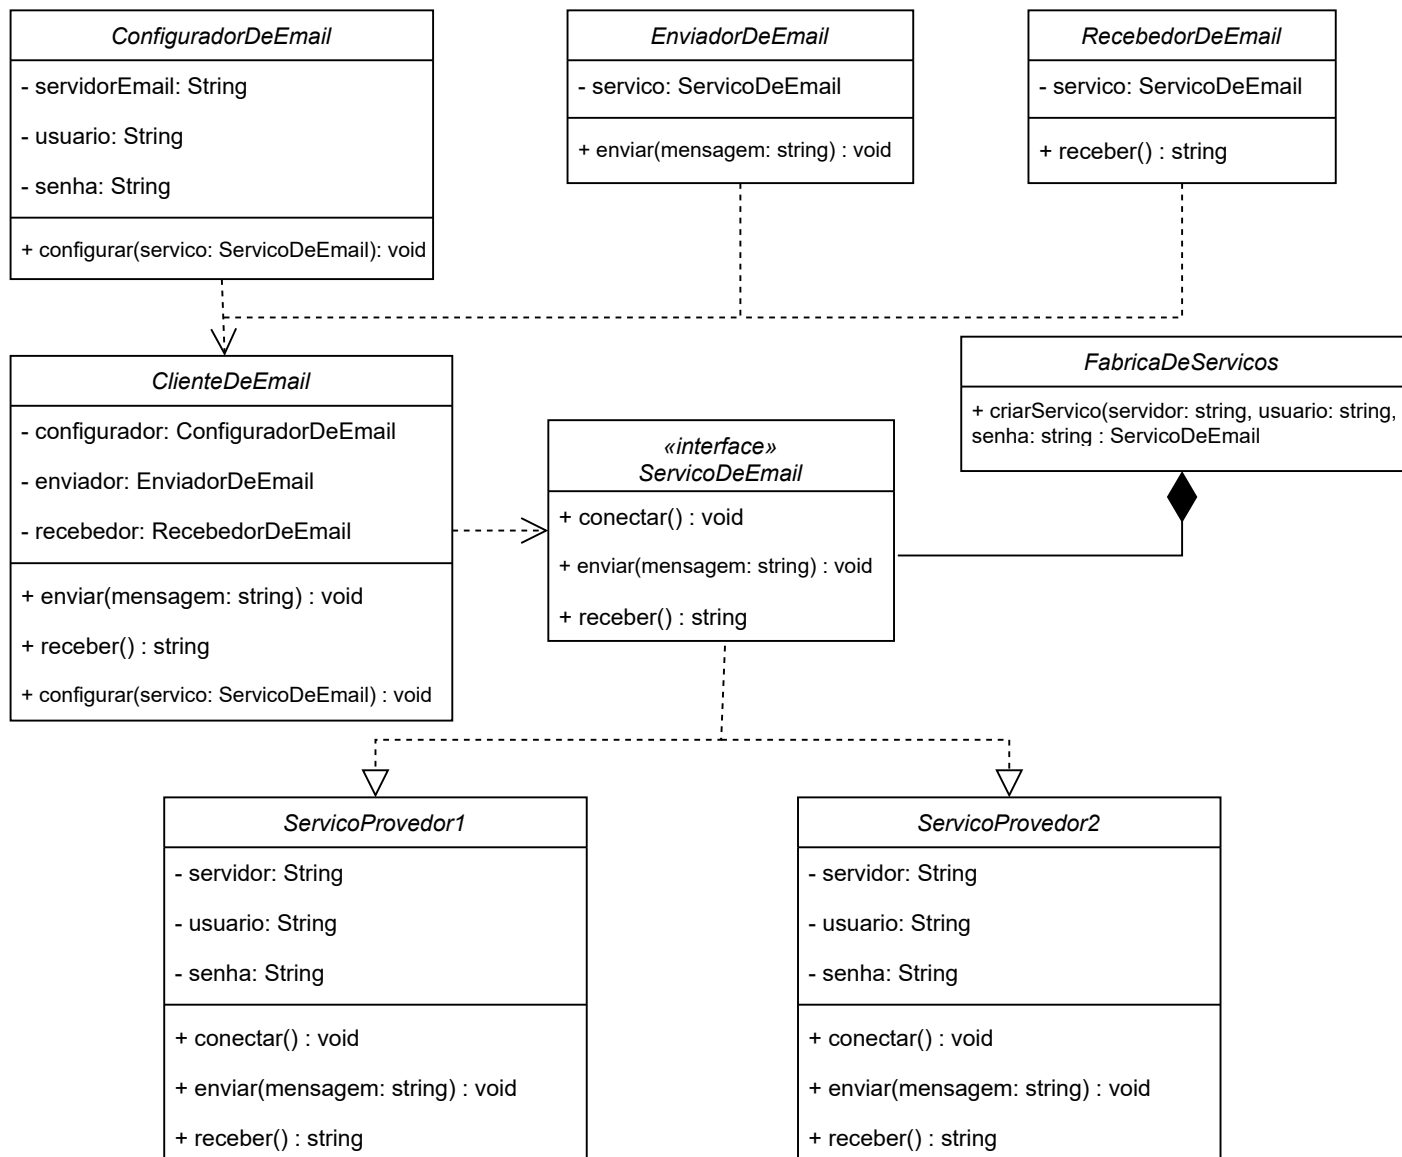 ConfiguradorDeEmail
- servidorEmail: String
- usuario: String
- senha: String
+ configurar(servico: ServicoDeEmail): void
EnviadorDeEmail
- servico: ServicoDeEmail
+ enviar(mensagem: string) : void
RecebedorDeEmail
- servico: ServicoDeEmail
+ receber() : string
ClienteDeEmail
- configurador: ConfiguradorDeEmail
- enviador: EnviadorDeEmail
- recebedor: RecebedorDeEmail
+ enviar(mensagem: string) : void
+ receber() : string
+ configurar(servico: ServicoDeEmail) : void
«interface»
ServicoDeEmail
+ conectar() : void
+ enviar(mensagem: string) : void
+ receber() : string
FabricaDeServicos
+ criarServico(servidor: string, usuario: string,
senha: string : ServicoDeEmail
ServicoProvedor1
- servidor: String
- usuario: String
- senha: String
+ conectar() : void
+ enviar(mensagem: string) : void
+ receber() : string
ServicoProvedor2
- servidor: String
- usuario: String
- senha: String
+ conectar() : void
+ enviar(mensagem: string) : void
+ receber() : string